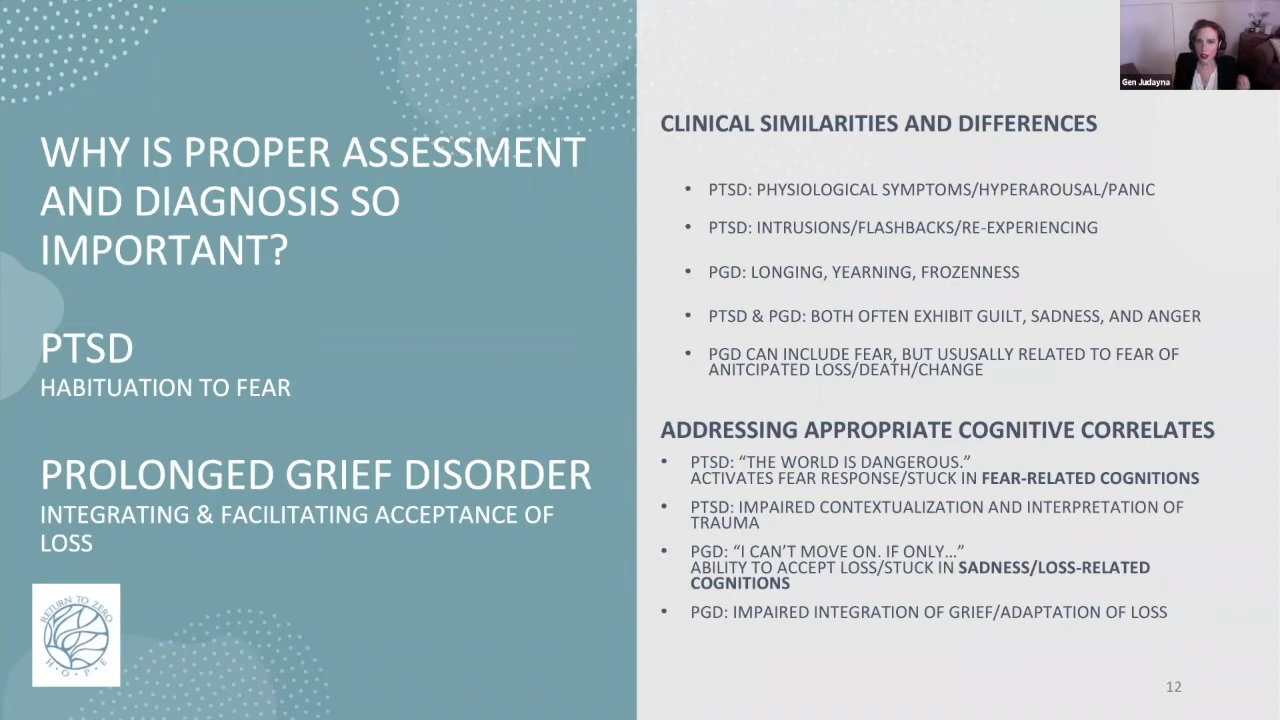 WHY IS PROPER ASSESSMENT
AND DIAGNOSIS SO
IMPORTANT?
PTSD
HABITUATION TO FEAR
PROLONGED GRIEF DISORDER
INTEGRATING & FACILITATING ACCEPTANCE OF
LOSS
RETURN TO ZERO
H·O·P·E
Gen Judayna
CLINICAL SIMILARITIES AND DIFFERENCES
• PTSD: PHYSIOLOGICAL SYMPTOMS/HYPERAROUSAL/PANIC
• PTSD: INTRUSIONS/FLASHBACKS/RE-EXPERIENCING
• PGD: LONGING, YEARNING, FROZENNESS
• PTSD & PGD: BOTH OFTEN EXHIBIT GUILT, SADNESS, AND ANGER
• PGD CAN INCLUDE FEAR, BUT USUSALLY RELATED TO FEAR OF
ANITCIPATED LOSS/DEATH/CHANGE
ADDRESSING APPROPRIATE COGNITIVE CORRELATES
• PTSD: “THE WORLD IS DANGEROUS.”
ACTIVATES FEAR RESPONSE/STUCK IN FEAR-RELATED COGNITIONS
• PTSD: IMPAIRED CONTEXTUALIZATION AND INTERPRETATION OF
TRAUMA
• PGD: “I CAN’T MOVE ON. IF ONLY…”
ABILITY TO ACCEPT LOSS/STUCK IN SADNESS/LOSS-RELATED
COGNITIONS
• PGD: IMPAIRED INTEGRATION OF GRIEF/ADAPTATION OF LOSS
12